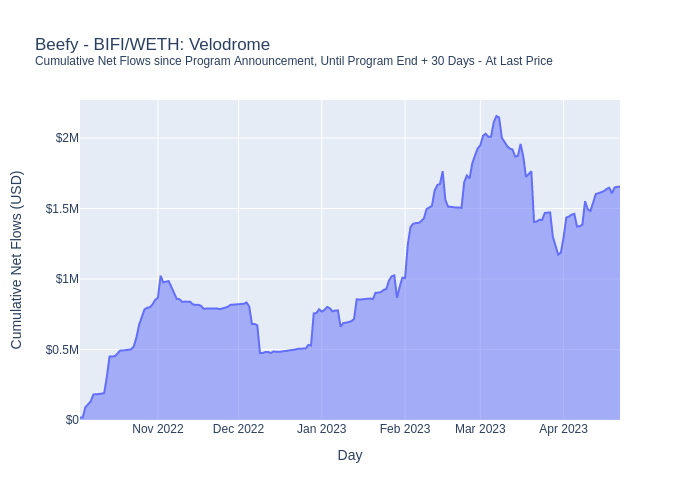 Beefy - BIFI/WETH: Velodrome
Cumulative Net Flows since Program Announcement, Until Program End + 30 Days - At Last Price
Cumulative Net Flows (USD)
$2M
$1.5M
$1M
$0.5M
$0
Nov 2022 Dec 2022 Jan 2023 Feb 2023 Mar 2023 Apr 2023
Day